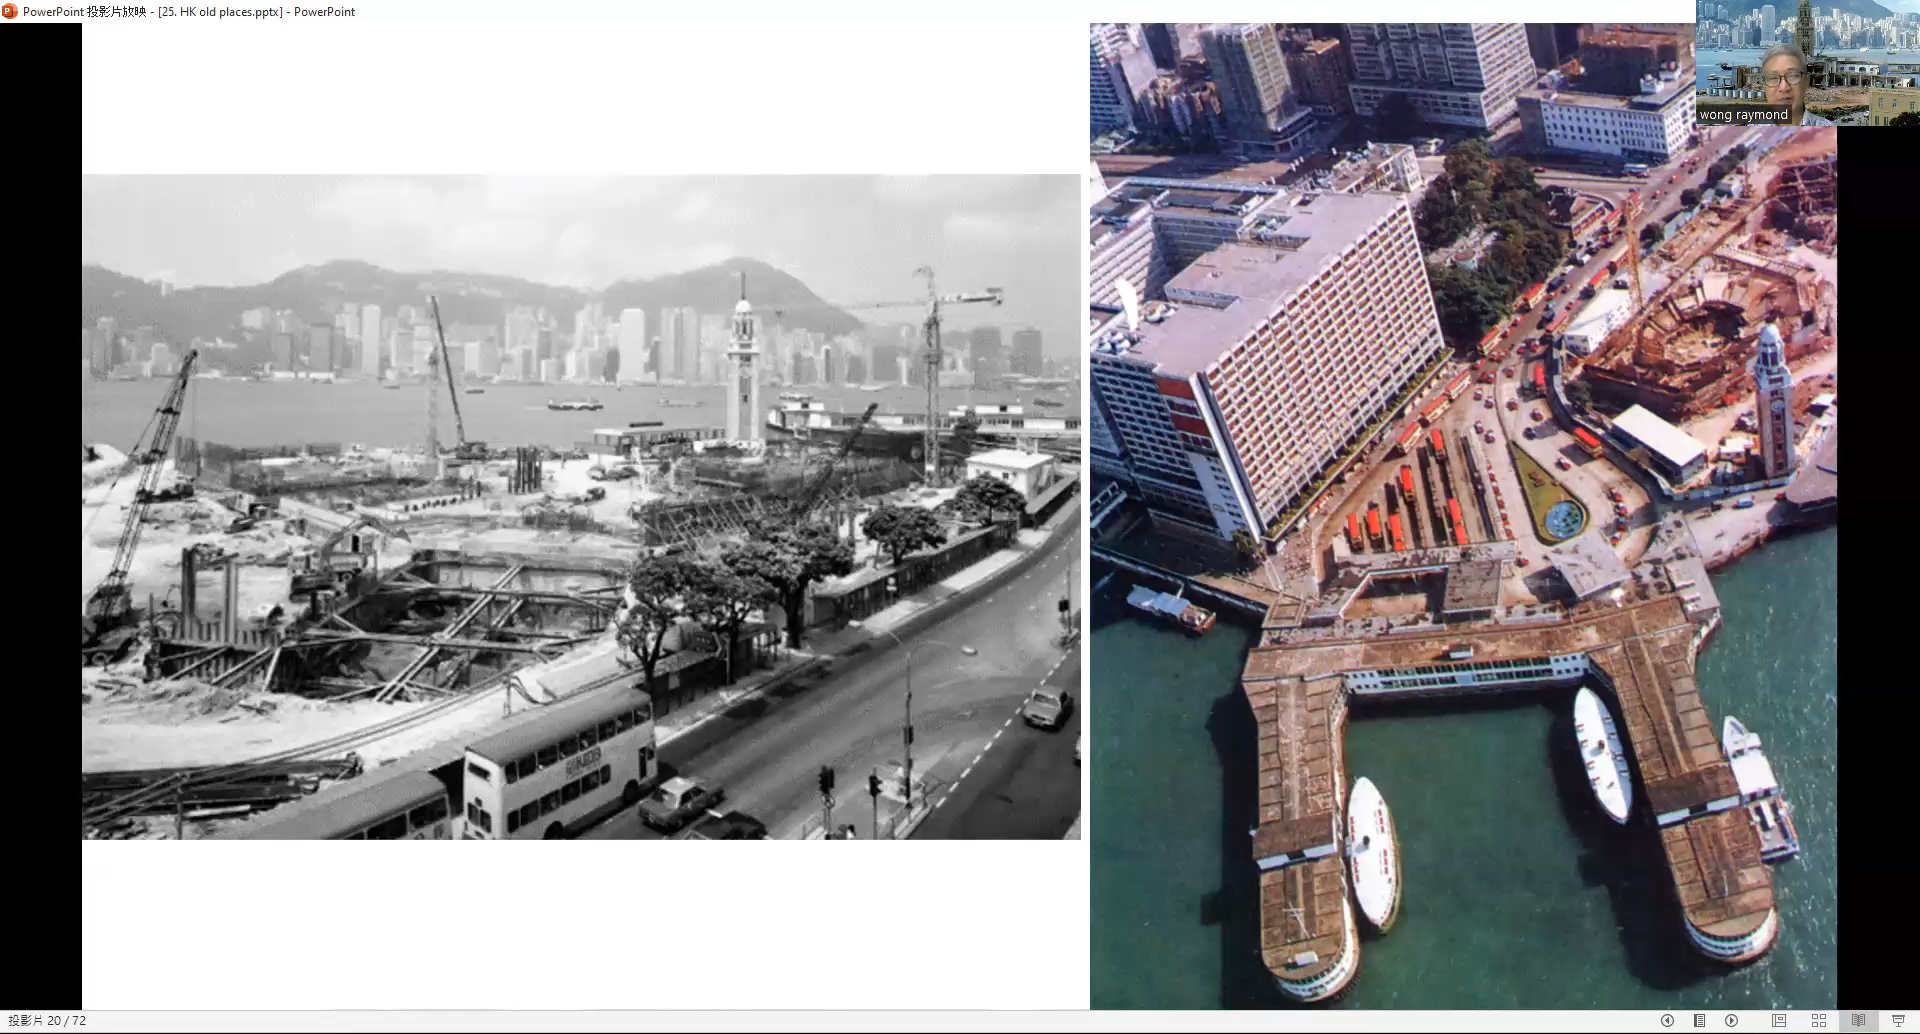 PowerPoint 投影片放映 - [25. HK old places.pptx] - PowerPoint
wong raymond
投影片 20 / 72